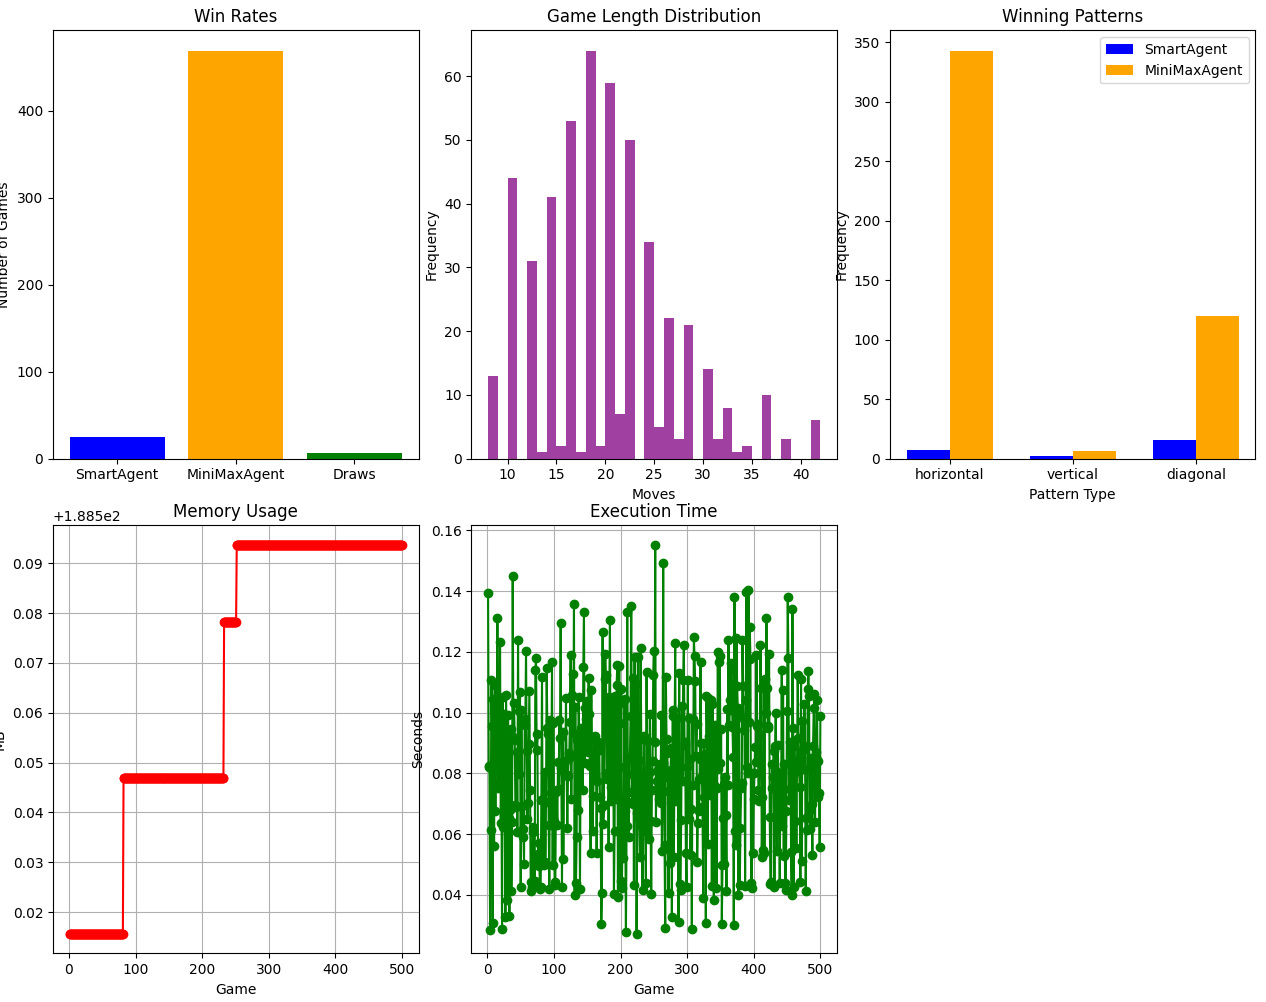 Win Rates
Number of Games
400
300
200
100
0
SmartAgent MiniMaxAgent Draws
Game Length Distribution
Frequency
60
50
40
30
20
10
0
10 15 20 25 30 35 40
Moves
Winning Patterns
SmartAgent
MiniMaxAgent
Frequency
350
300
250
200
150
100
50
0
horizontal vertical diagonal
Pattern Type
Memory Usage
+1.885e2
MB
0.09
0.08
0.07
0.06
0.05
0.04
0.03
0.02
0 100 200 300 400 500
Game
Execution Time
Seconds
0.16
0.14
0.12
0.10
0.08
0.06
0.04
0 100 200 300 400 500
Game